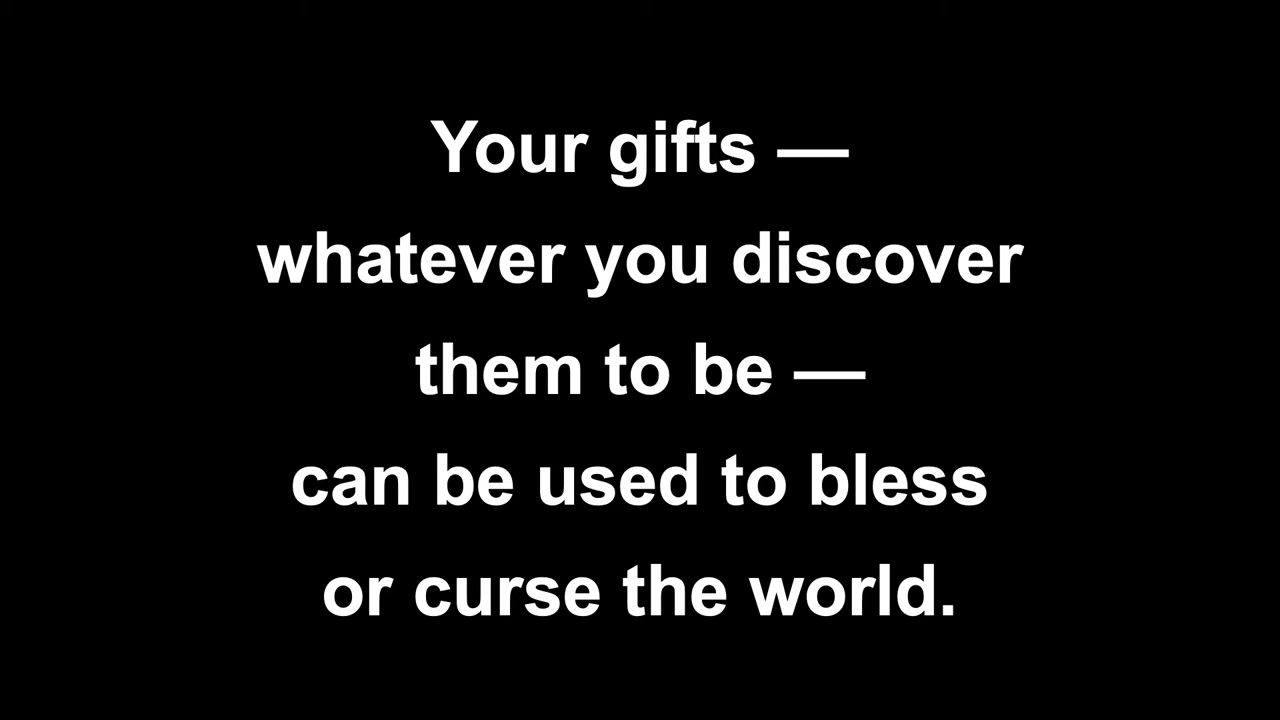 Your gifts —
whatever you discover
them to be —
can be used to bless
or curse the world.